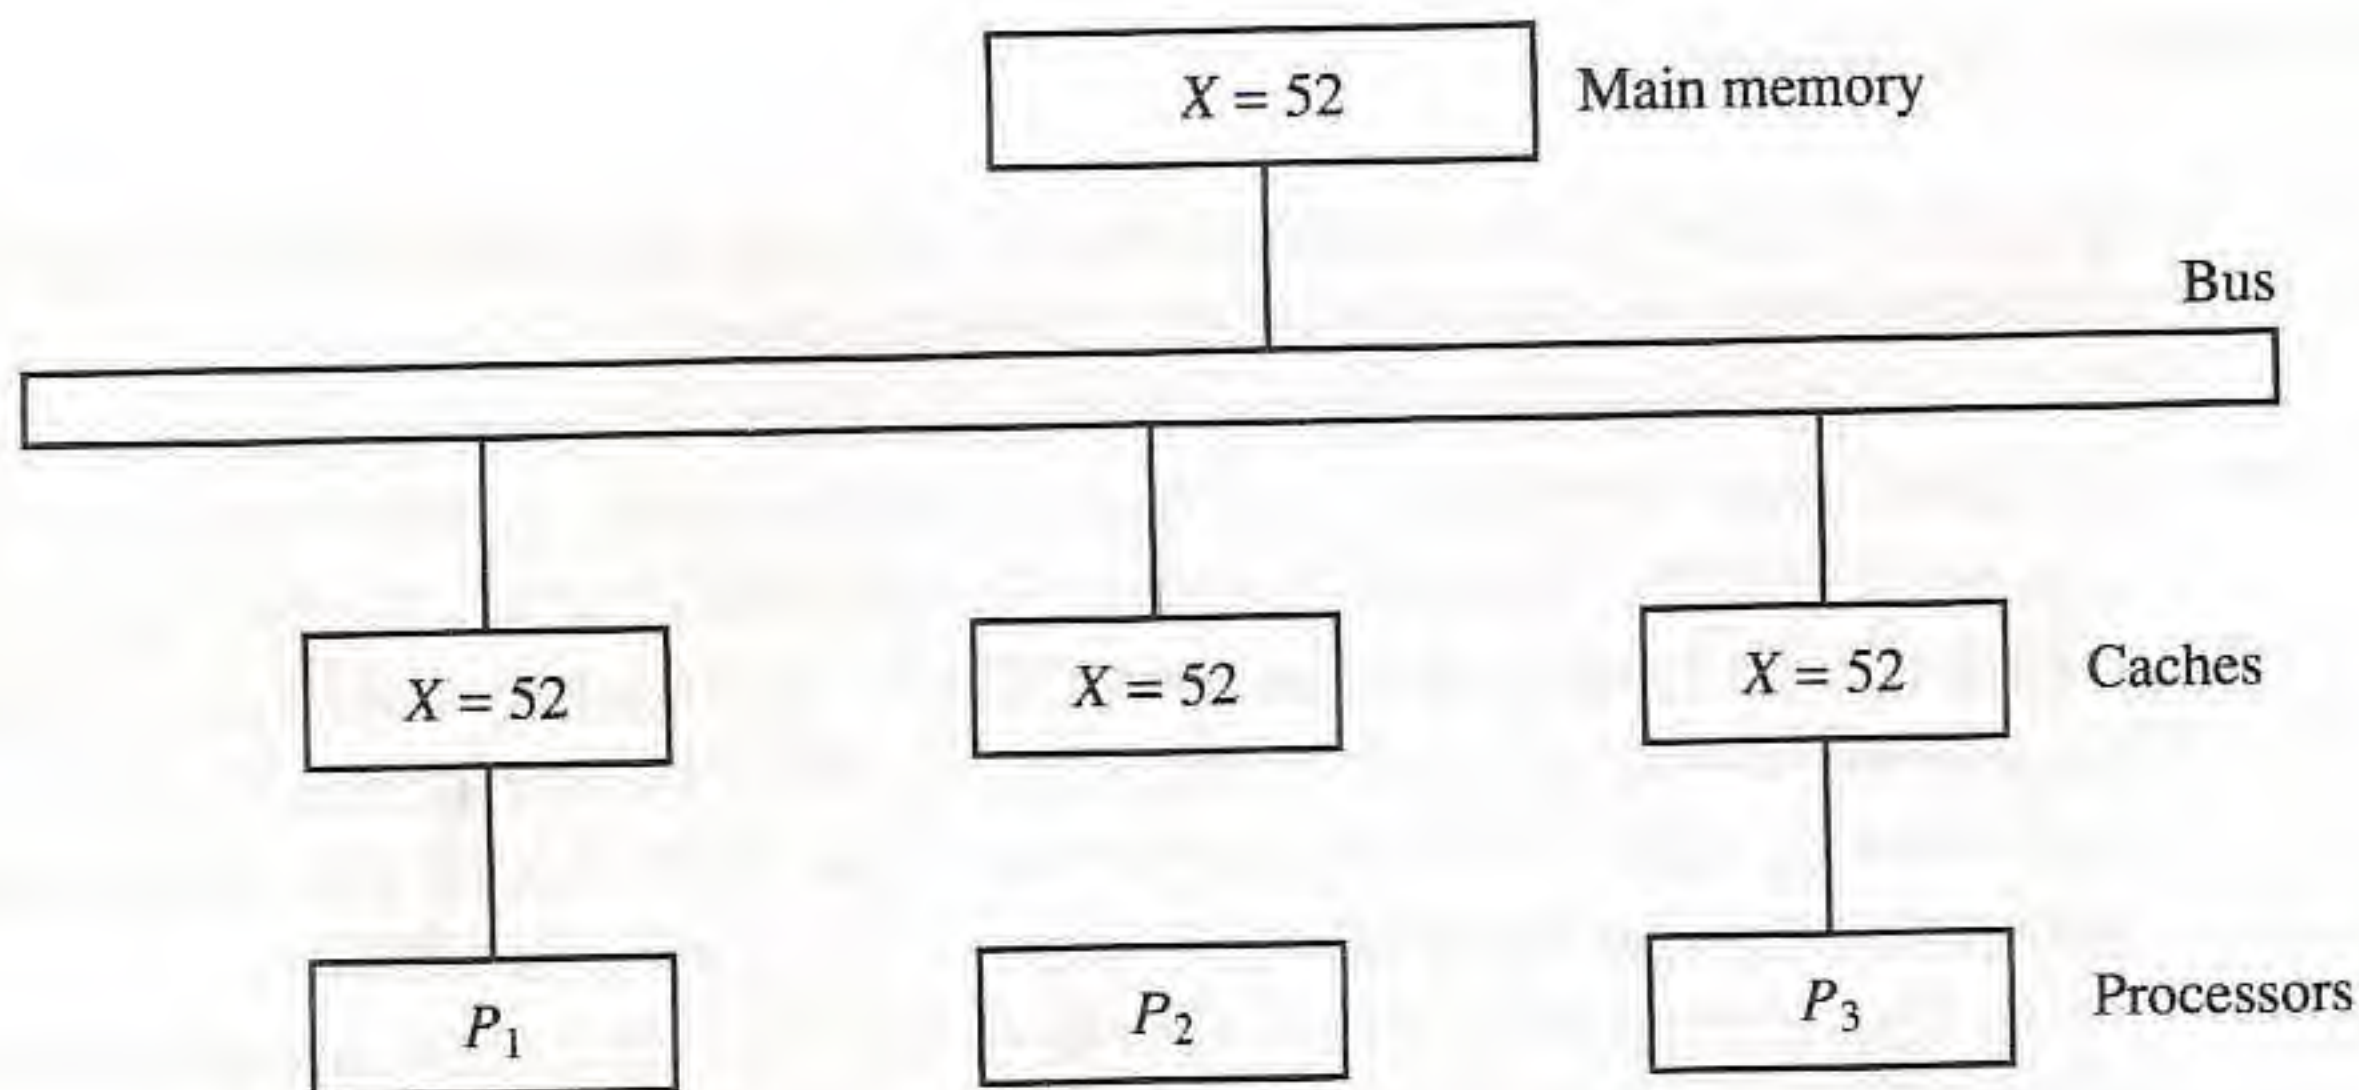 X = 52 Main memory
Bus
X = 52 X = 52 X = 52 Caches
P₁ P₂ P₃ Processors